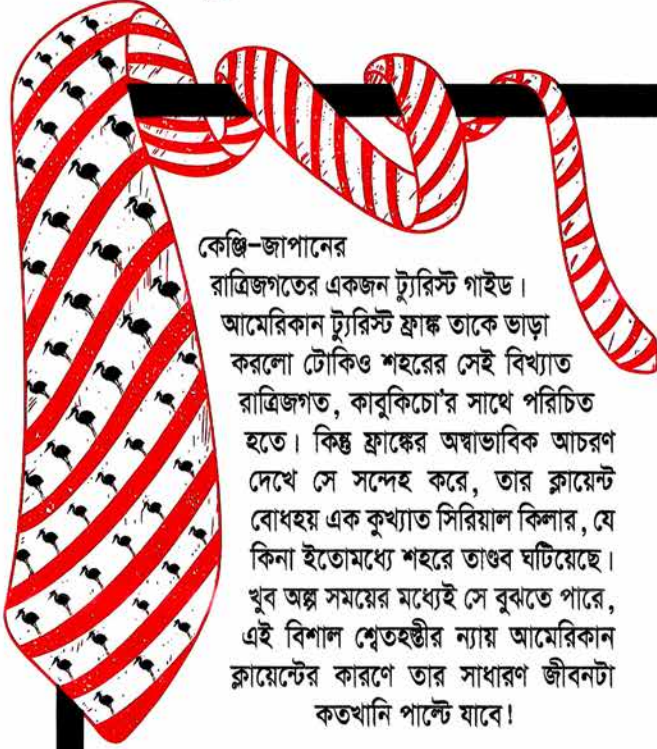 কেঞ্জি-জাপানের
রাত্রিজগতের একজন ট্যুরিস্ট গাইড।
আমেরিকান ট্যুরিস্ট ফ্রাঙ্ক তাকে ভাড়া
করলো টোকিও শহরের সেই বিখ্যাত
রাত্রিজগত, কাবুকিচো'র সাথে পরিচিত
হতে। কিন্তু ফ্রাঙ্কের অস্বাভাবিক আচরণ
দেখে সে সন্দেহ করে, তার ক্লায়েন্ট
বোধহয় এক কুখ্যাত সিরিয়াল কিলার, যে
কিনা ইতোমধ্যে শহরে তাণ্ডব ঘটিয়েছে।
খুব অল্প সময়ের মধ্যেই সে বুঝতে পারে,
এই বিশাল শ্বেতহস্তীর ন্যায় আমেরিকান
ক্লায়েন্টের কারণে তার সাধারণ জীবনটা
কতখানি পাল্টে যাবে!